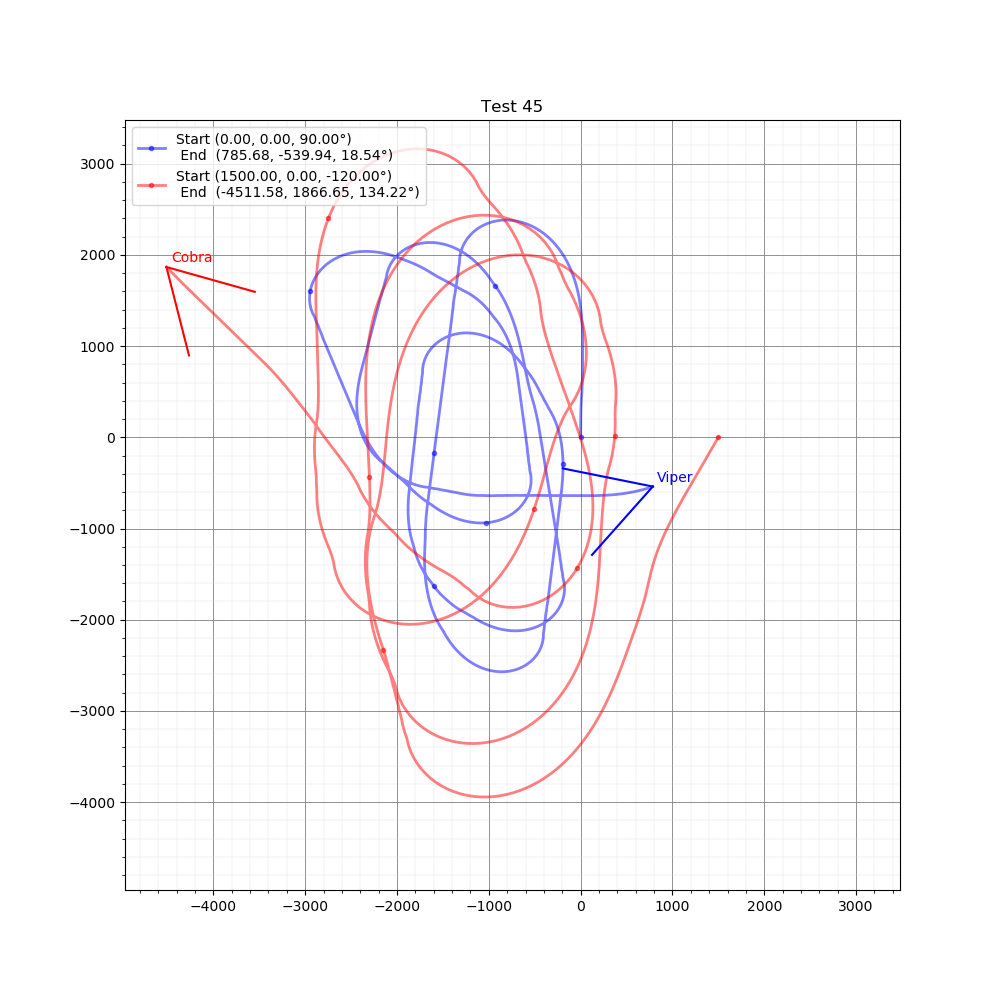 Test 45
Start (0.00, 0.00, 90.00°)
End (785.68, -539.94, 18.54°)
Start (1500.00, 0.00, -120.00°)
End (-4511.58, 1866.65, 134.22°)
Cobra
Viper
3000
2000
1000
0
−1000
−2000
−3000
−4000
−4000 −3000 −2000 −1000 0 1000 2000 3000